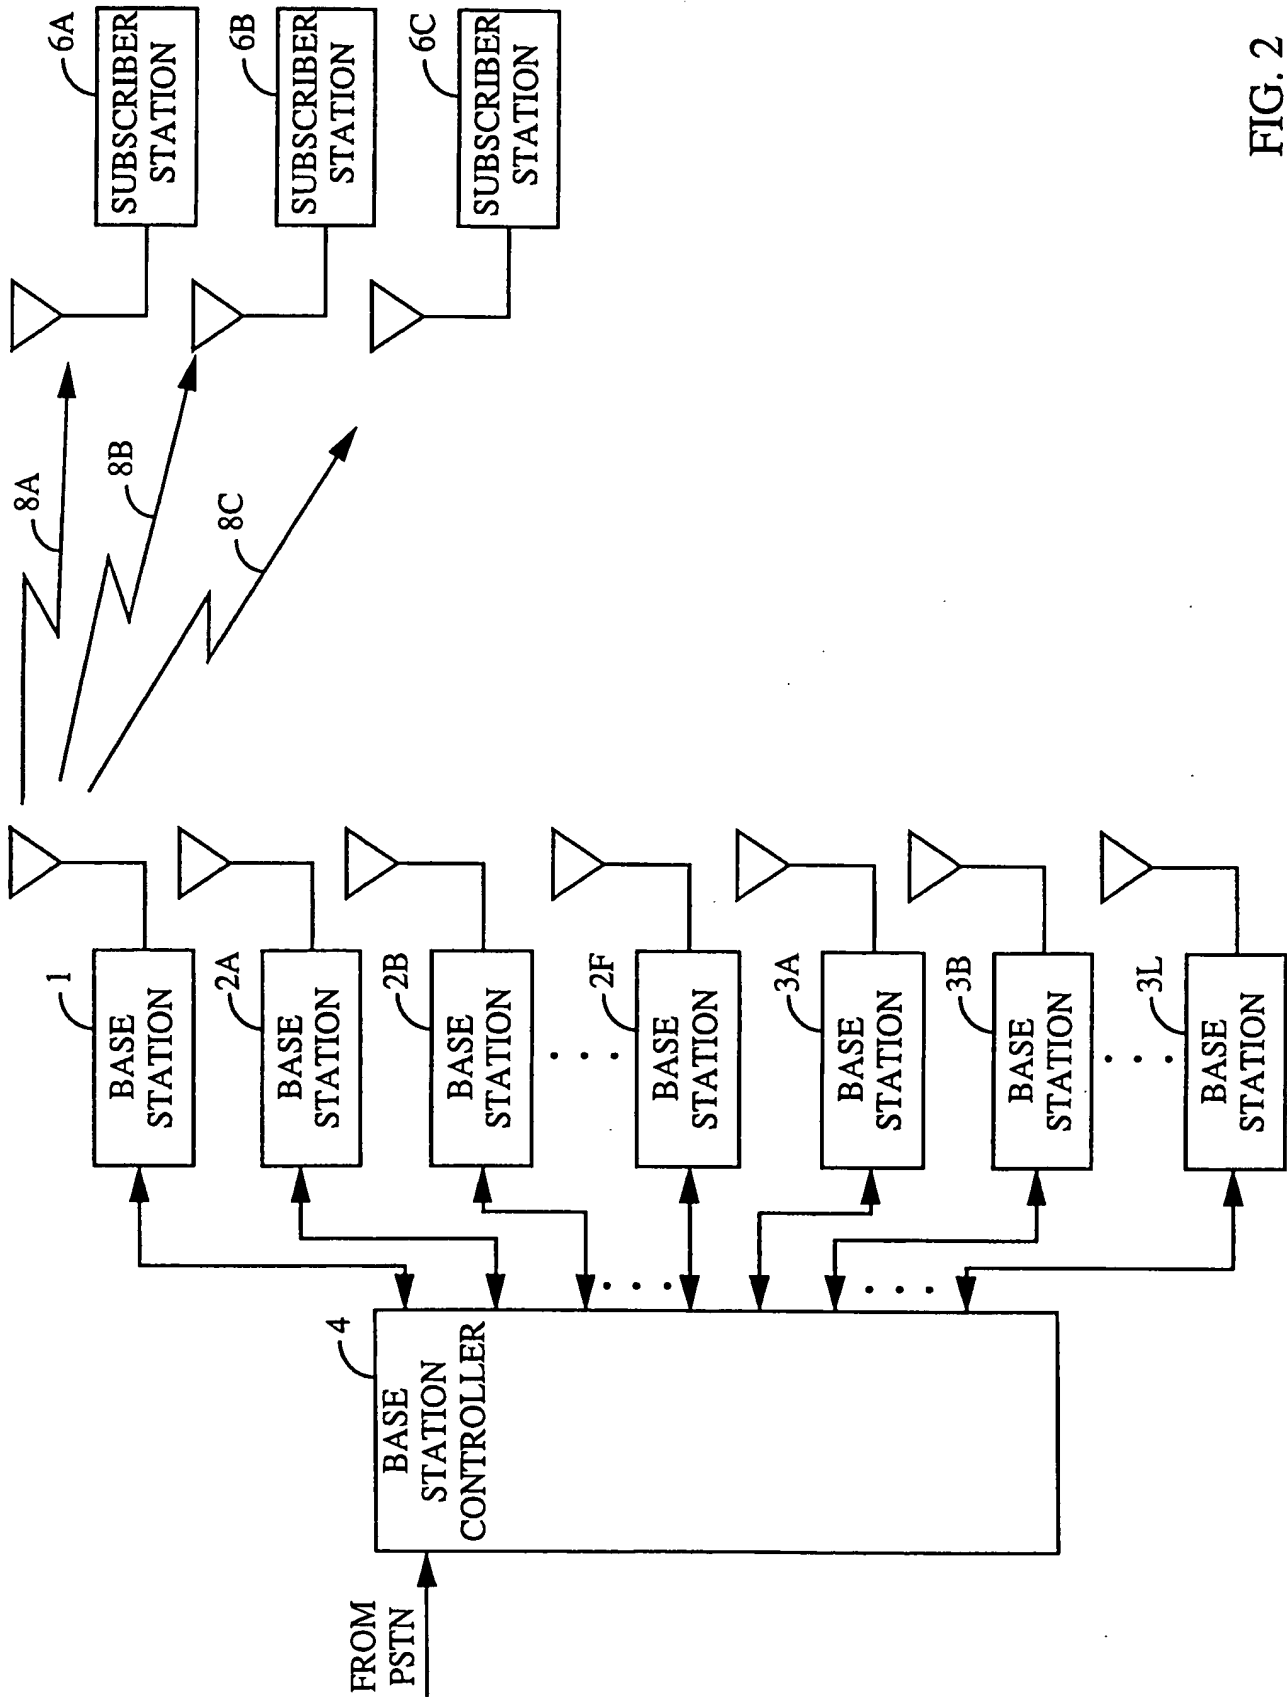 FROM
PSTN
4
BASE
STATION
CONTROLLER
1
BASE
STATION
2A
BASE
STATION
2B
BASE
STATION
2F
BASE
STATION
3A
BASE
STATION
3B
BASE
STATION
3L
BASE
STATION
8A
8B
8C
6A
SUBSCRIBER
STATION
6B
SUBSCRIBER
STATION
6C
SUBSCRIBER
STATION
FIG. 2